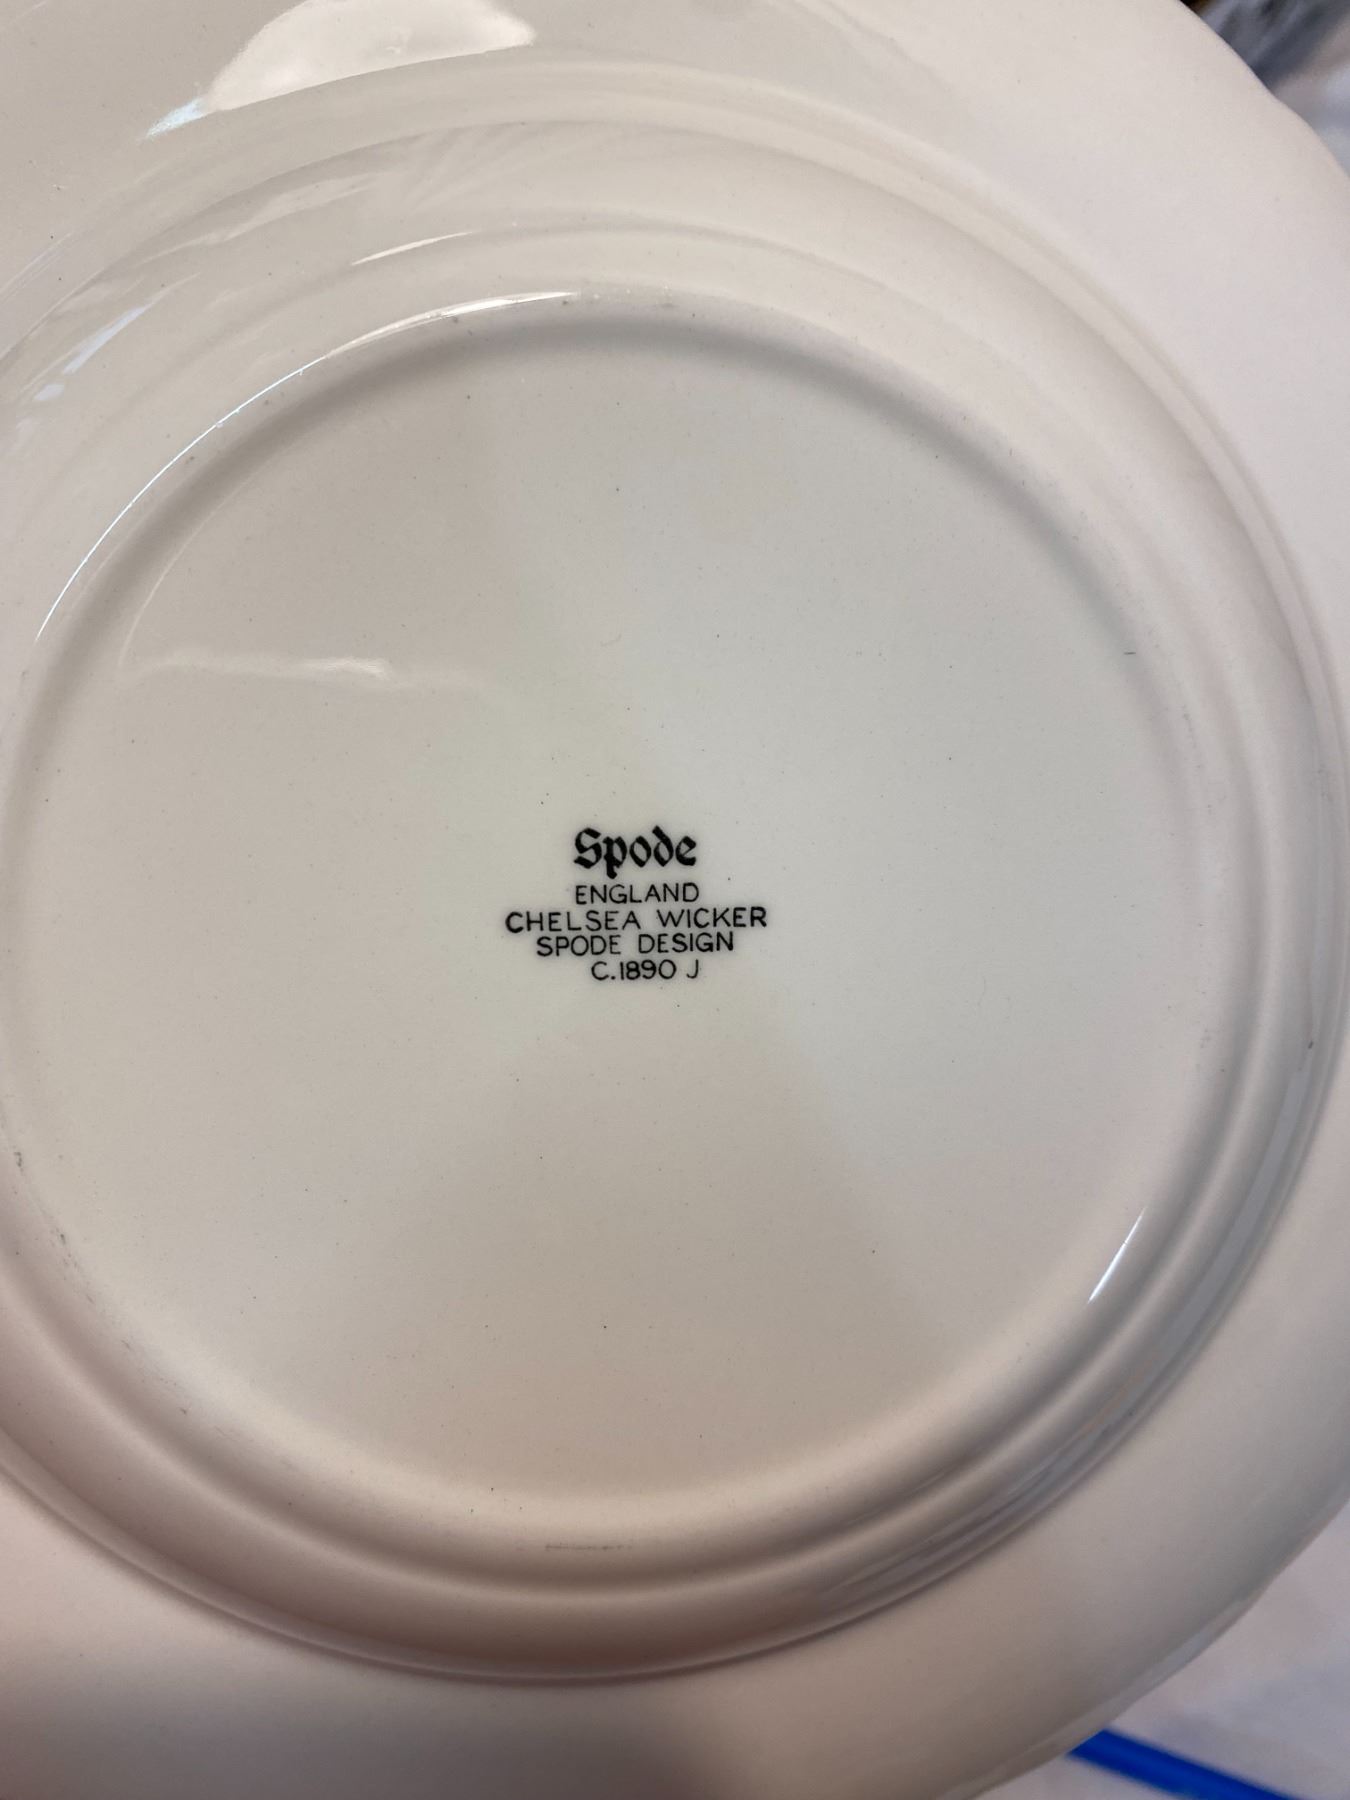 Spode
ENGLAND
CHELSEA WICKER
SPODE DESIGN
C.1890 J